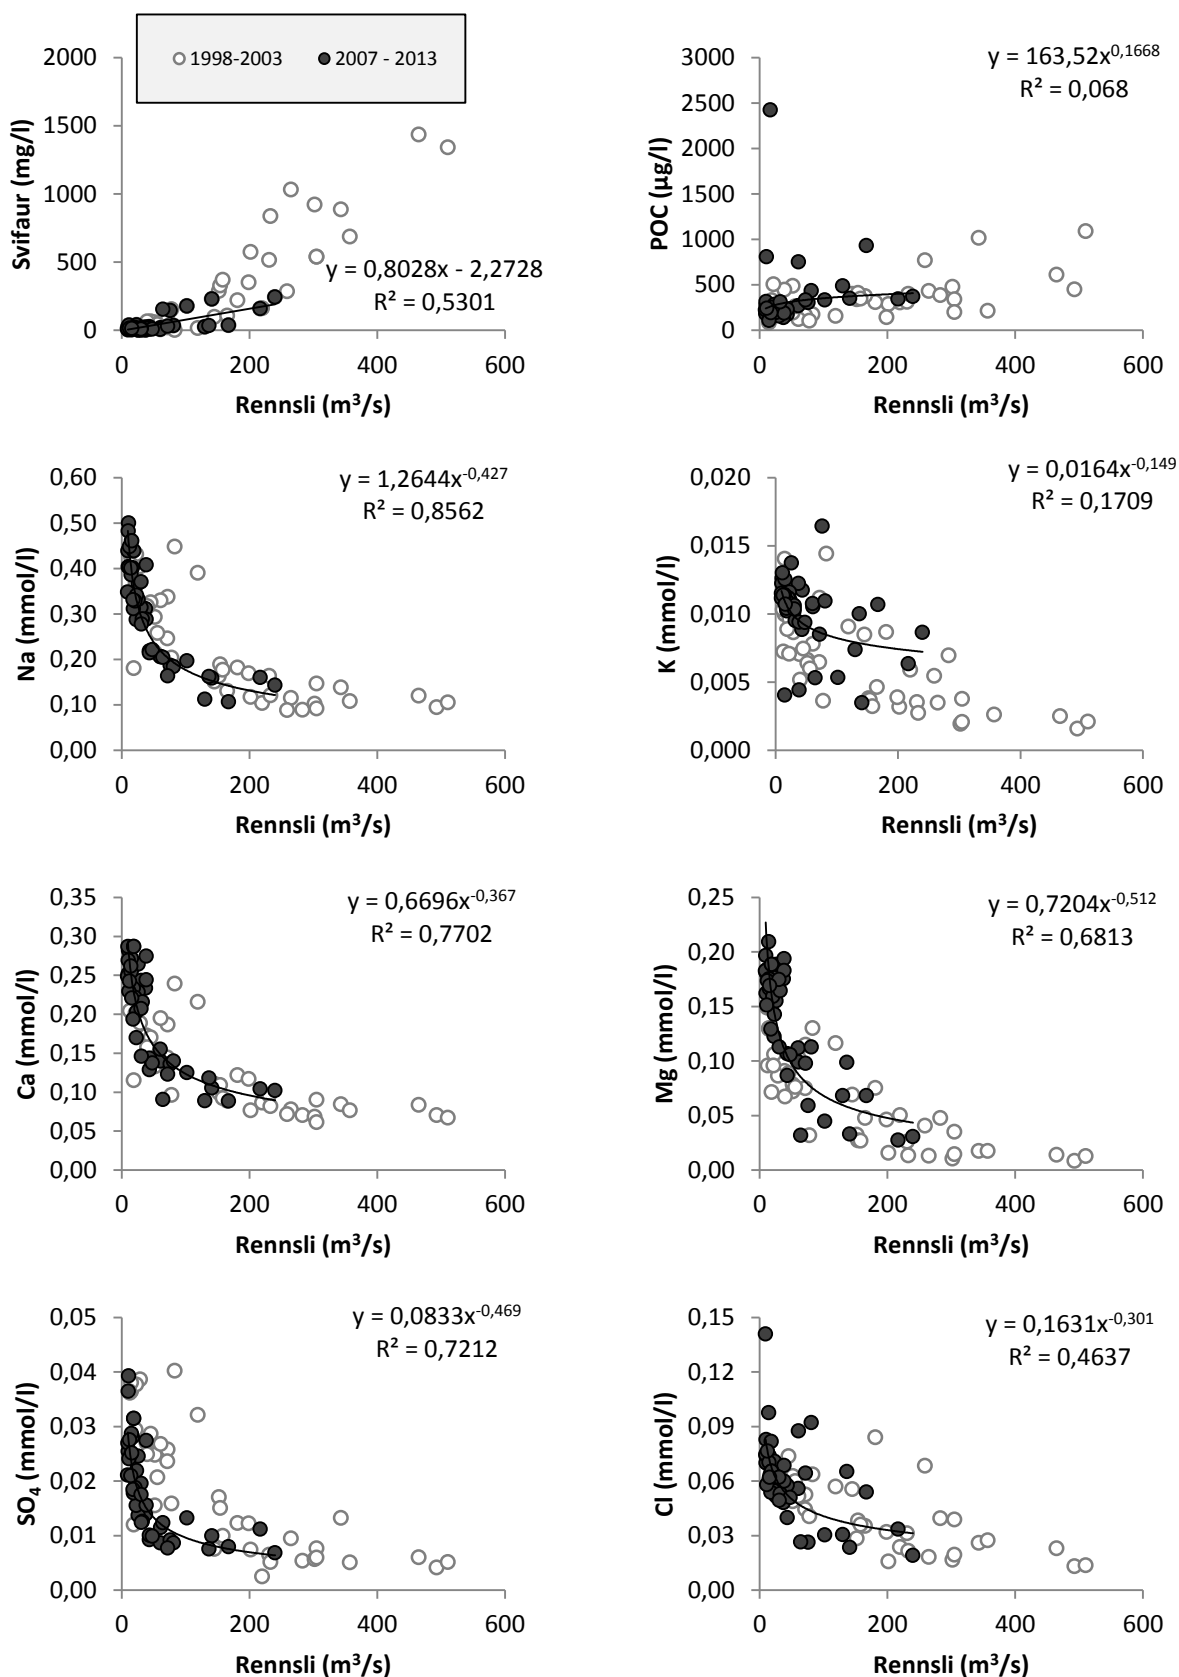 1998-2003 2007 - 2013
2000
1500
1000
500
0
Svifaur (mg/l)
y = 0,8028x - 2,2728
R² = 0,5301
0 200 400 600
Rennsli (m³/s)
y = 163,52x^0,1668
R² = 0,068
3000
2500
2000
1500
1000
500
0
POC (µg/l)
0 200 400 600
Rennsli (m³/s)
y = 1,2644x^-0,427
R² = 0,8562
0,60
0,50
0,40
0,30
0,20
0,10
0,00
Na (mmol/l)
0 200 400 600
Rennsli (m³/s)
y = 0,0164x^-0,149
R² = 0,1709
0,020
0,015
0,010
0,005
0,000
K (mmol/l)
0 200 400 600
Rennsli (m³/s)
y = 0,6696x^-0,367
R² = 0,7702
0,35
0,30
0,25
0,20
0,15
0,10
0,05
0,00
Ca (mmol/l)
0 200 400 600
Rennsli (m³/s)
y = 0,7204x^-0,512
R² = 0,6813
0,25
0,20
0,15
0,10
0,05
0,00
Mg (mmol/l)
0 200 400 600
Rennsli (m³/s)
y = 0,0833x^-0,469
R² = 0,7212
0,05
0,04
0,03
0,02
0,01
0,00
SO₄ (mmol/l)
0 200 400 600
Rennsli (m³/s)
y = 0,1631x^-0,301
R² = 0,4637
0,15
0,12
0,09
0,06
0,03
0,00
Cl (mmol/l)
0 200 400 600
Rennsli (m³/s)